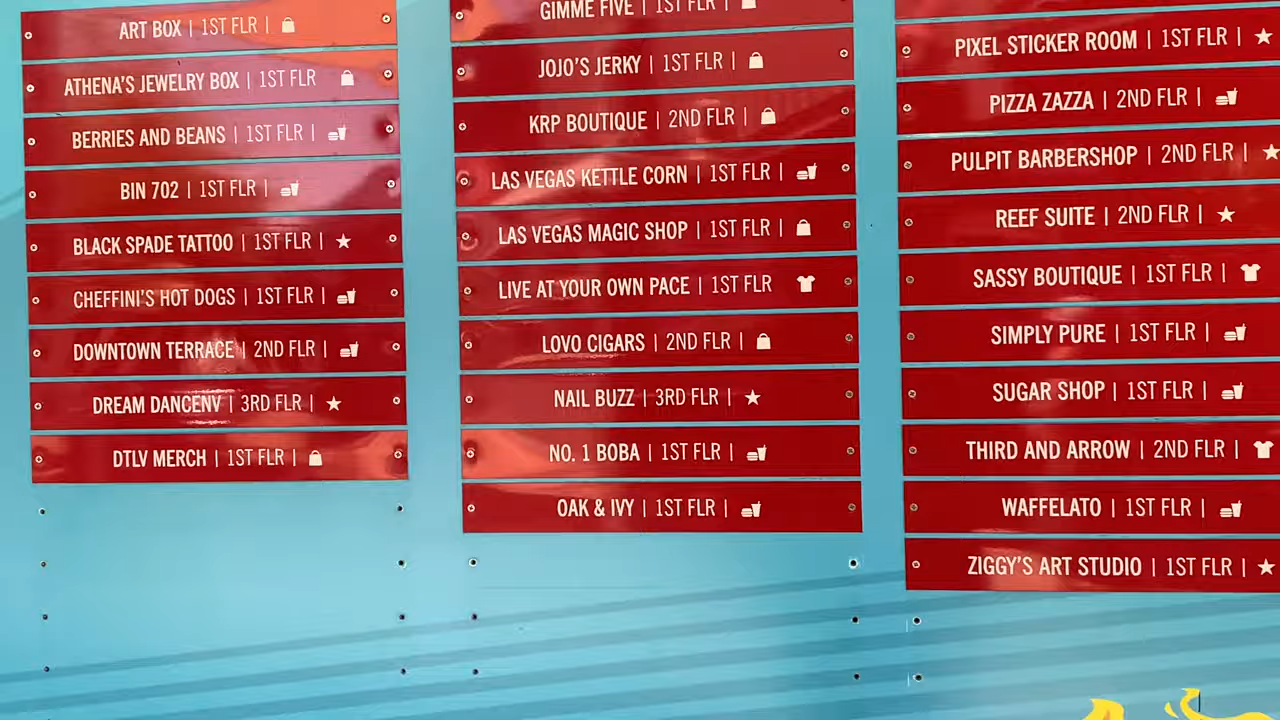 ART BOX | 1ST FLR |
ATHENA'S JEWELRY BOX | 1ST FLR
BERRIES AND BEANS | 1ST FLR |
BIN 702 | 1ST FLR |
BLACK SPADE TATTOO | 1ST FLR |
CHEFFINI'S HOT DOGS | 1ST FLR |
DOWNTOWN TERRACE | 2ND FLR |
DREAM DANCENV | 3RD FLR |
DTLV MERCH | 1ST FLR |
GIMME FIVE | 1ST FLR |
JOJO'S JERKY | 1ST FLR |
KRP BOUTIQUE | 2ND FLR |
LAS VEGAS KETTLE CORN | 1ST FLR |
LAS VEGAS MAGIC SHOP | 1ST FLR |
LIVE AT YOUR OWN PACE | 1ST FLR
LOVO CIGARS | 2ND FLR |
NAIL BUZZ | 3RD FLR |
NO. 1 BOBA | 1ST FLR |
OAK & IVY | 1ST FLR |
PIXEL STICKER ROOM | 1ST FLR |
PIZZA ZAZZA | 2ND FLR |
PULPIT BARBERSHOP | 2ND FLR |
REEF SUITE | 2ND FLR |
SASSY BOUTIQUE | 1ST FLR |
SIMPLY PURE | 1ST FLR |
SUGAR SHOP | 1ST FLR |
THIRD AND ARROW | 2ND FLR |
WAFFELATO | 1ST FLR |
ZIGGY'S ART STUDIO | 1ST FLR |